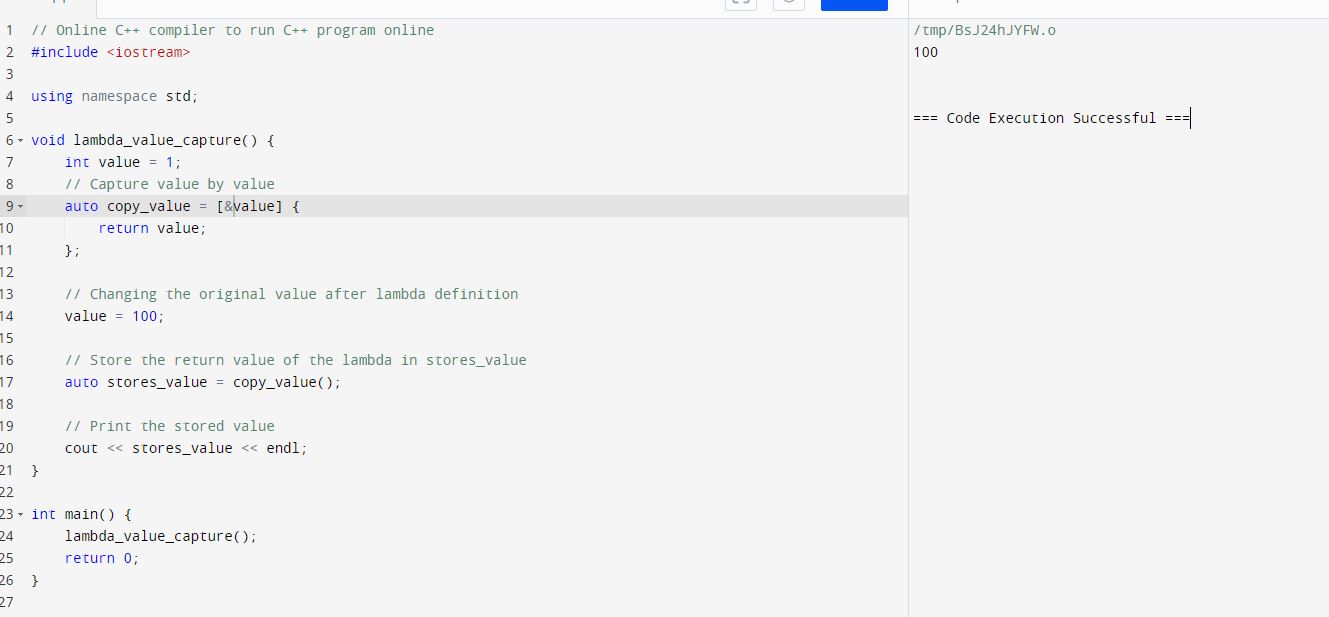 1 // Online C++ compiler to run C++ program online
2 #include <iostream>
3
4 using namespace std;
5
6 void lambda_value_capture() {
7     int value = 1;
8     // Capture value by value
9     auto copy_value = [&value] {
10         return value;
11     };
12
13     // Changing the original value after lambda definition
14     value = 100;
15
16     // Store the return value of the lambda in stores_value
17     auto stores_value = copy_value();
18
19     // Print the stored value
20     cout << stores_value << endl;
21 }
22
23 int main() {
24     lambda_value_capture();
25     return 0;
26 }
27
/tmp/BsJ24hJYFW.o
100
=== Code Execution Successful ===